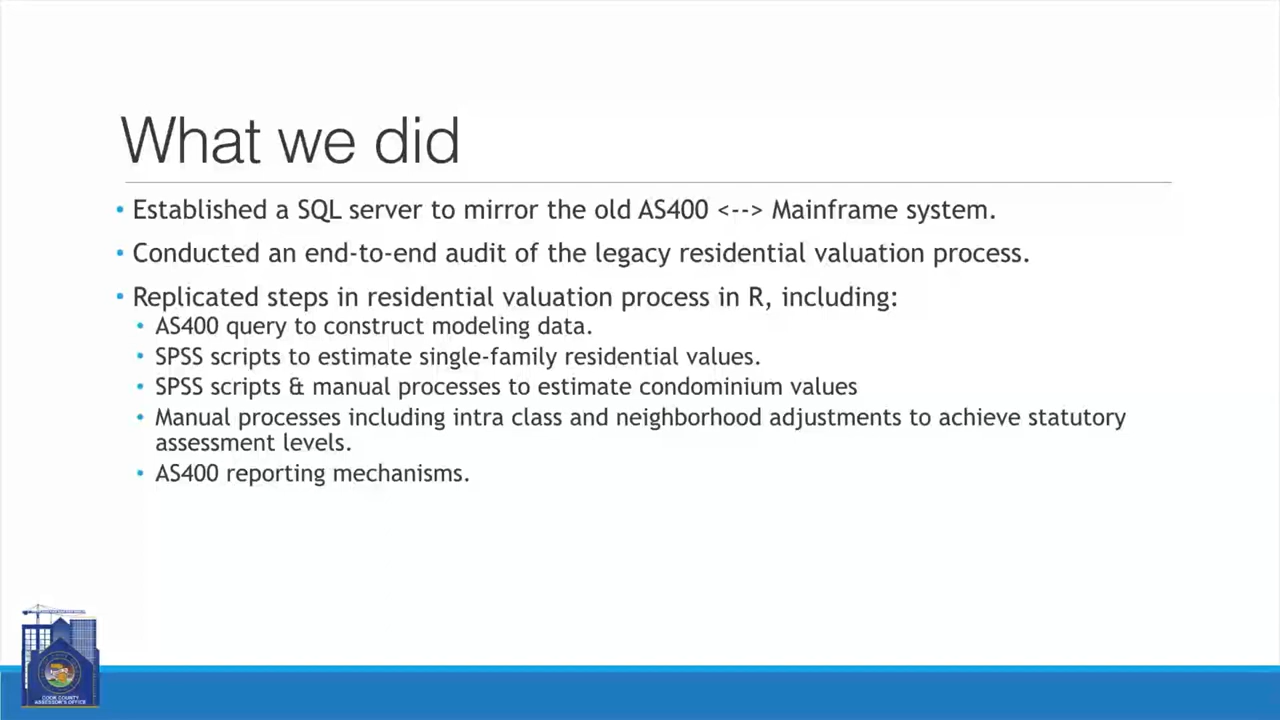 What we did
• Established a SQL server to mirror the old AS400 <--> Mainframe system.
• Conducted an end-to-end audit of the legacy residential valuation process.
• Replicated steps in residential valuation process in R, including:
• AS400 query to construct modeling data.
• SPSS scripts to estimate single-family residential values.
• SPSS scripts & manual processes to estimate condominium values
• Manual processes including intra class and neighborhood adjustments to achieve statutory
assessment levels.
• AS400 reporting mechanisms.
COOK COUNTY
ASSESSOR'S OFFICE